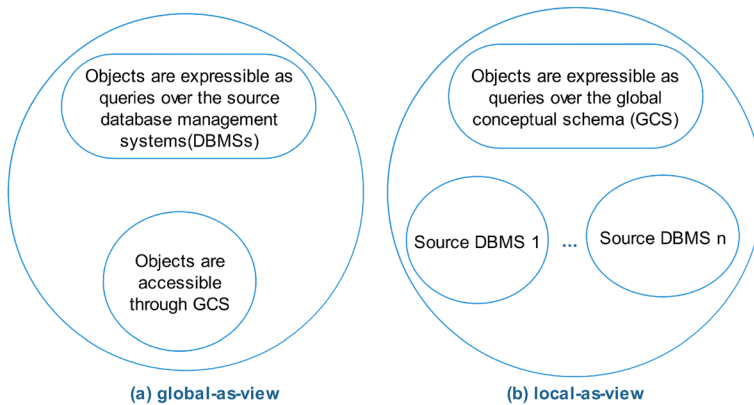 Objects are expressible as
queries over the source
database management
systems(DBMSs)
Objects are
accessible
through GCS
(a) global-as-view
Objects are expressible as
queries over the global
conceptual schema (GCS)
Source DBMS 1
...
Source DBMS n
(b) local-as-view